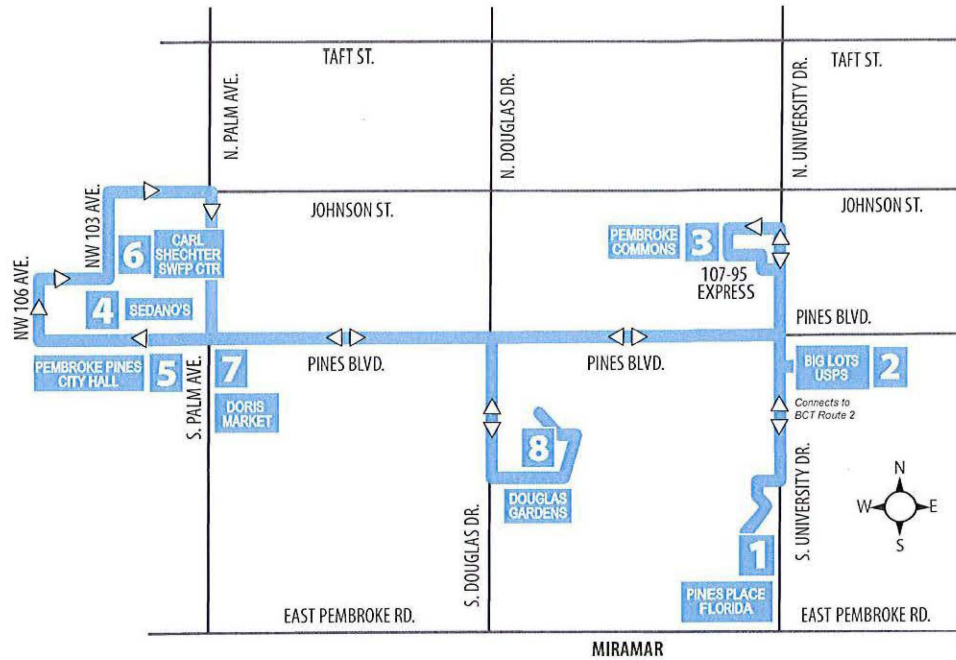 TAFT ST.
TAFT ST.
N. PALM AVE.
N. DOUGLAS DR.
N. UNIVERSITY DR.
JOHNSON ST.
JOHNSON ST.
NW 103 AVE.
6
CARL
SHECHTER
SWFP CTR
PEMBROKE
COMMONS
3
107-95
EXPRESS
NW 106 AVE.
4
SEDANO'S
PINES BLVD.
PINES BLVD.
PINES BLVD.
PEMBROKE PINES
CITY HALL
5
7
DORIS
MARKET
S. PALM AVE.
BIG LOTS
USPS
2
Connects to
BCT Route 2
8
DOUGLAS
GARDENS
S. DOUGLAS DR.
1
PINES PLACE
FLORIDA
S. UNIVERSITY DR.
N
W
E
S
EAST PEMBROKE RD.
EAST PEMBROKE RD.
MIRAMAR